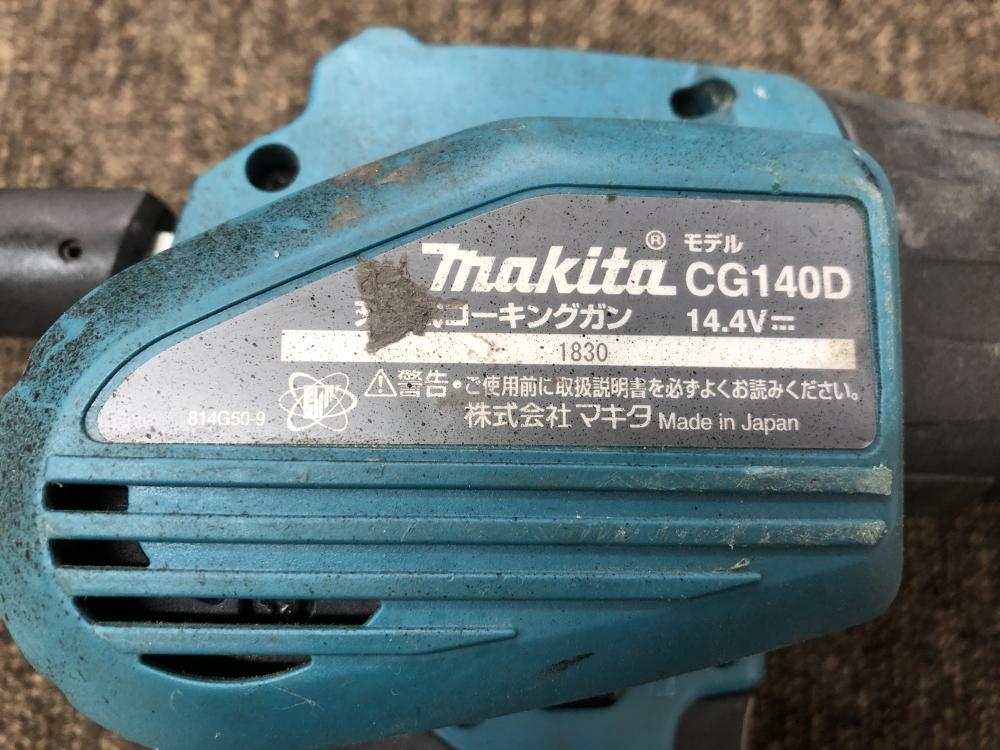 makita® モデル CG140D
コーキングガン 14.4V⎓
1830
⚠警告・ご使用前に取扱説明書を必ずよくお読みください。
814G50-9 株式会社 マキタ Made in Japan